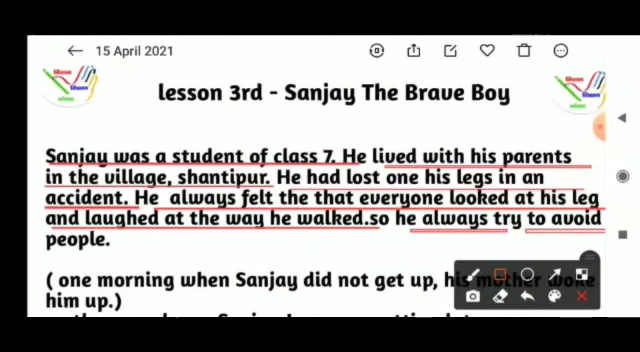 15 April 2021
lesson 3rd - Sanjay The Brave Boy
Sanjay was a student of class 7. He lived with his parents
in the village, shantipur. He had lost one his legs in an
accident. He always felt the that everyone looked at his leg
and laughed at the way he walked.so he always try to avoid
people.
( one morning when Sanjay did not get up, his mother woke
him up.)